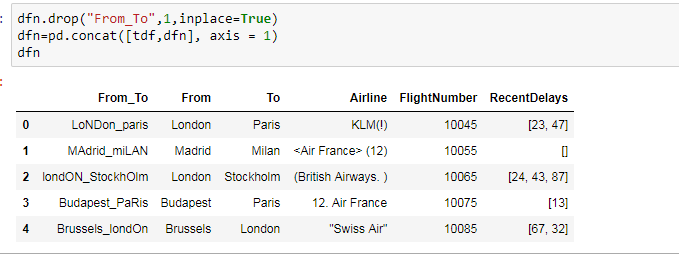 : dfn.drop("From_To",1,inplace=True)
dfn=pd.concat([tdf,dfn], axis = 1)
dfn
:
From_To From To Airline FlightNumber RecentDelays
0 LoNDon_paris London Paris KLM(!) 10045 [23, 47]
1 MAdrid_miLAN Madrid Milan <Air France> (12) 10055 []
2 londON_StockhOlm London Stockholm (British Airways. ) 10065 [24, 43, 87]
3 Budapest_PaRis Budapest Paris 12. Air France 10075 [13]
4 Brussels_londOn Brussels London "Swiss Air" 10085 [67, 32]